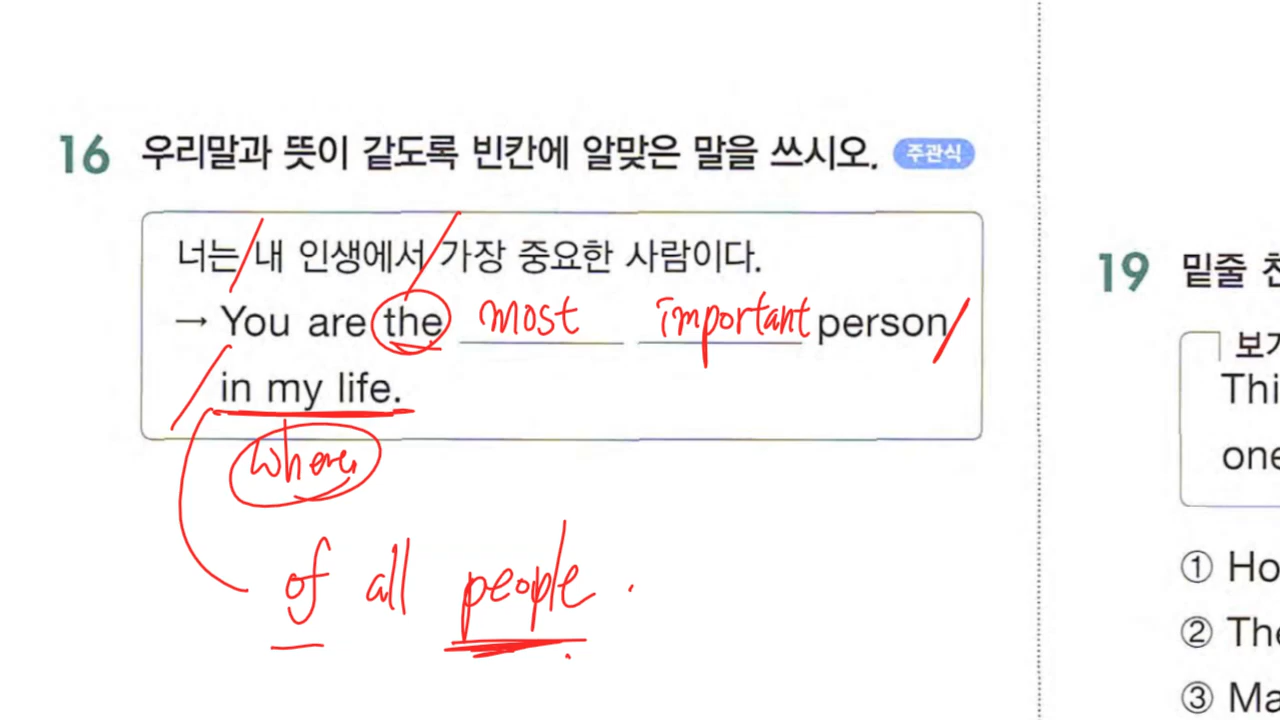 16 우리말과 뜻이 같도록 빈칸에 알맞은 말을 쓰시오. 주관식
너는 내 인생에서 가장 중요한 사람이다.
→ You are the most important person
in my life.
where
of all people.
19 밑줄 친
보기
Thi
one
① Ho
② The
③ Ma